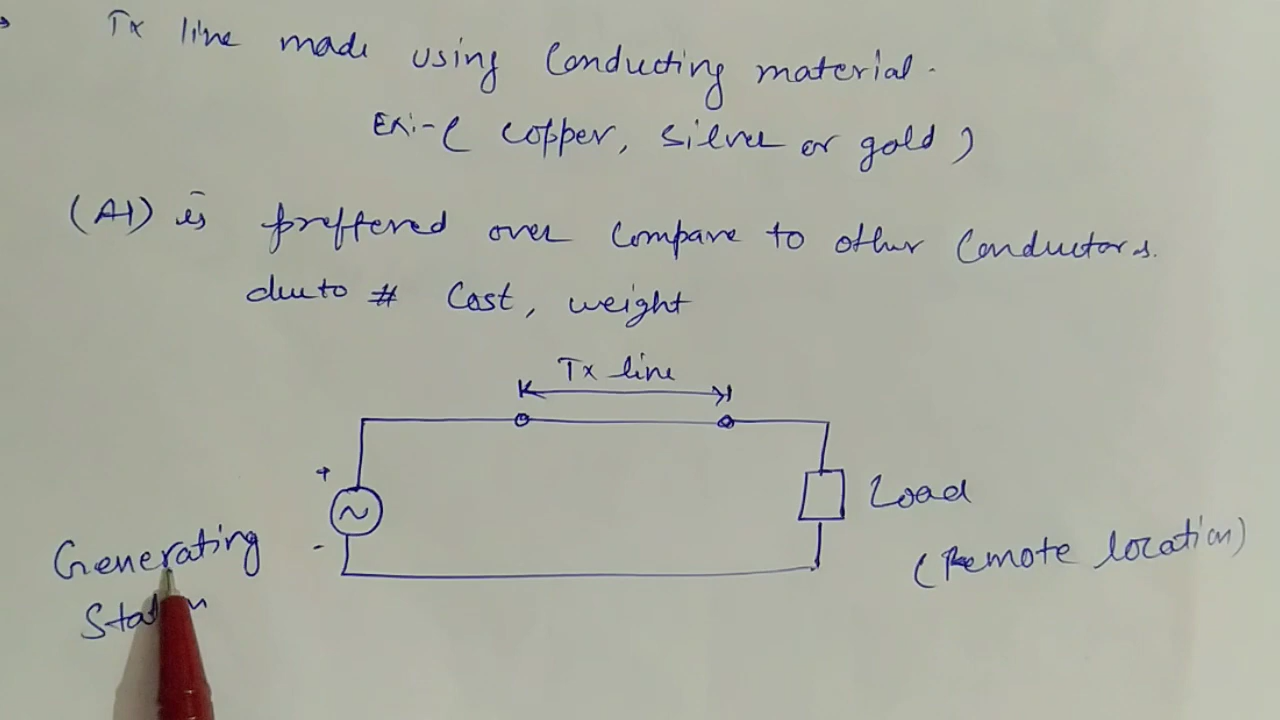 Tx line made using Conducting material.
Ex:- ( copper, silver or gold )
(Al) is preffered over compare to other Conductors.
due to # Cost, weight
Tx line
+
~
-
Load
(Remote location)
Generating